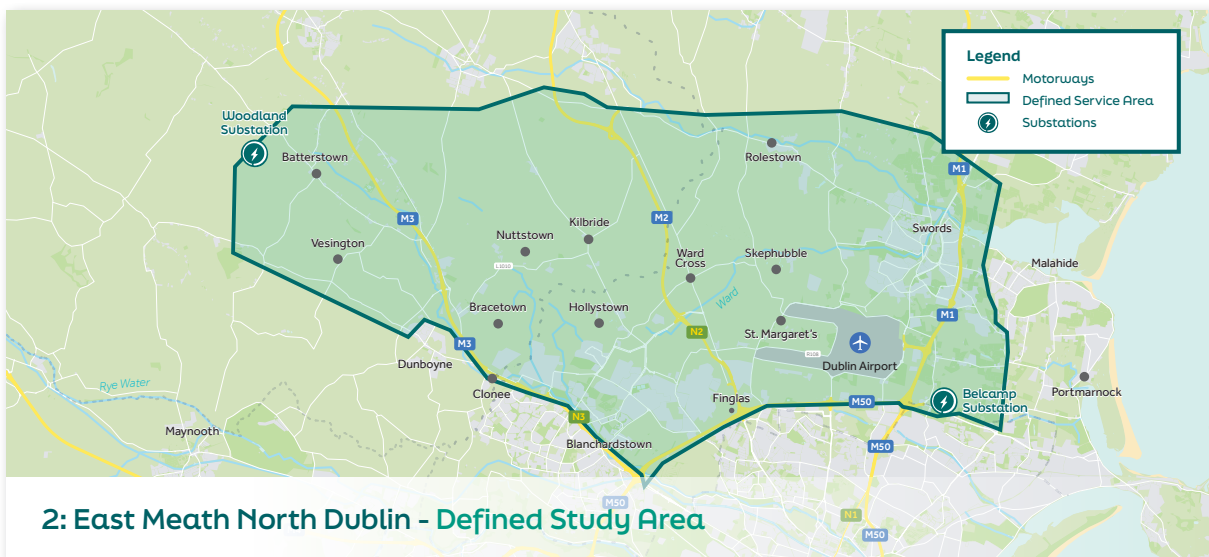 Legend
Motorways
Defined Service Area
Substations
Woodland
Substation
Batterstown
Rolestown
M1
M3
M2
Kilbride
Swords
Nuttstown
Vesington
Ward
Cross
Skephubble
Malahide
L1010
Ward
Bracetown
Hollystown
M1
St. Margaret's
N2
M3
R108
Dunboyne
Dublin Airport
Rye Water
Clonee
Finglas
M50
Belcamp
Substation
Portmarnock
N3
Maynooth
Blanchardstown
M50
M50
N1
M50
2: East Meath North Dublin - Defined Study Area